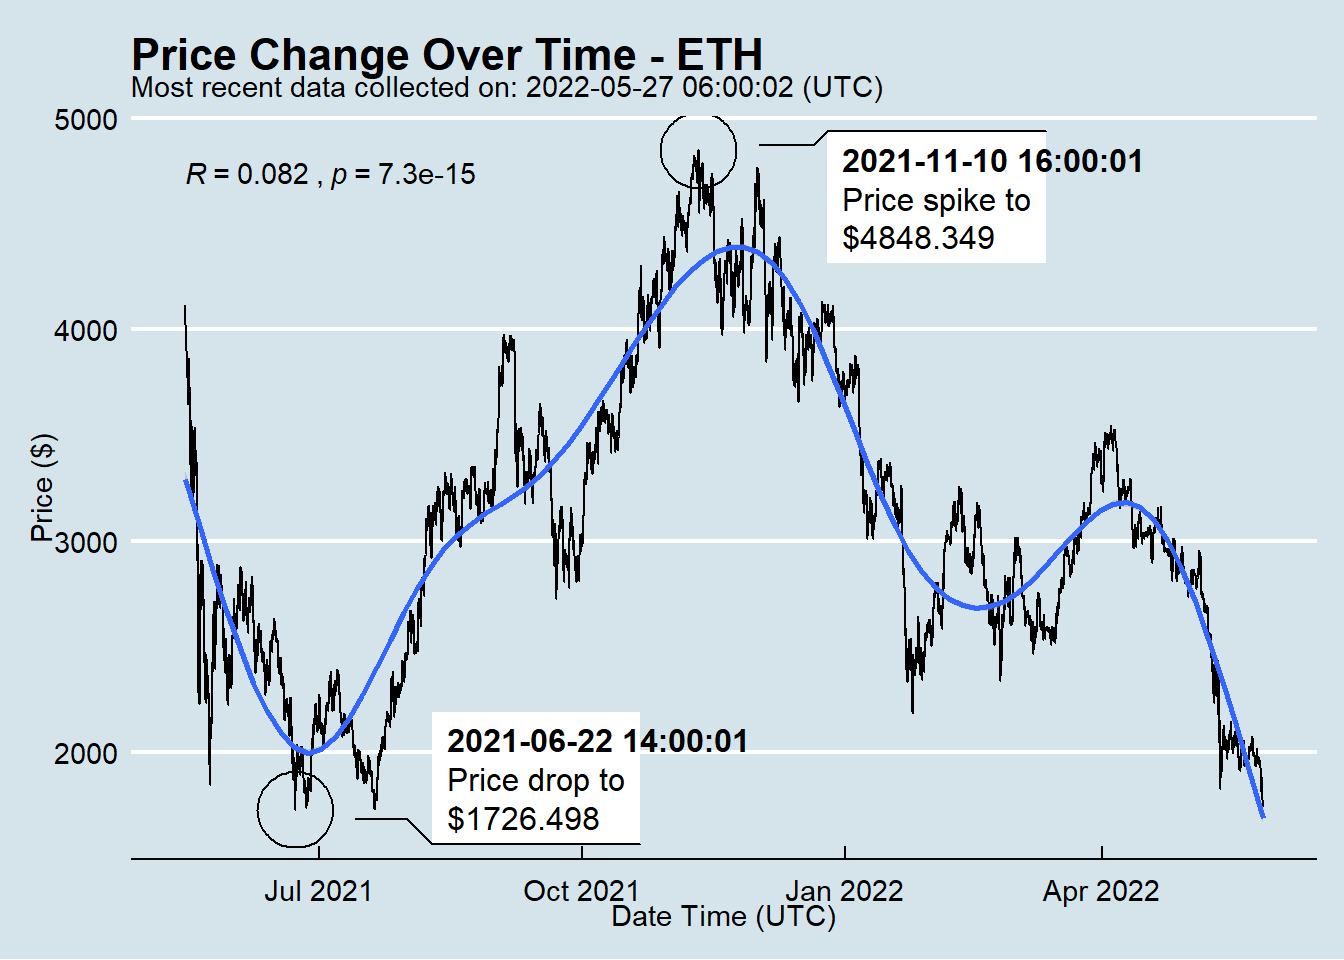 Price Change Over Time - ETH
Most recent data collected on: 2022-05-27 06:00:02 (UTC)
R = 0.082 , p = 7.3e-15
2021-11-10 16:00:01
Price spike to
$4848.349
2021-06-22 14:00:01
Price drop to
$1726.498
Price ($)
5000
4000
3000
2000
Jul 2021
Oct 2021
Jan 2022
Apr 2022
Date Time (UTC)